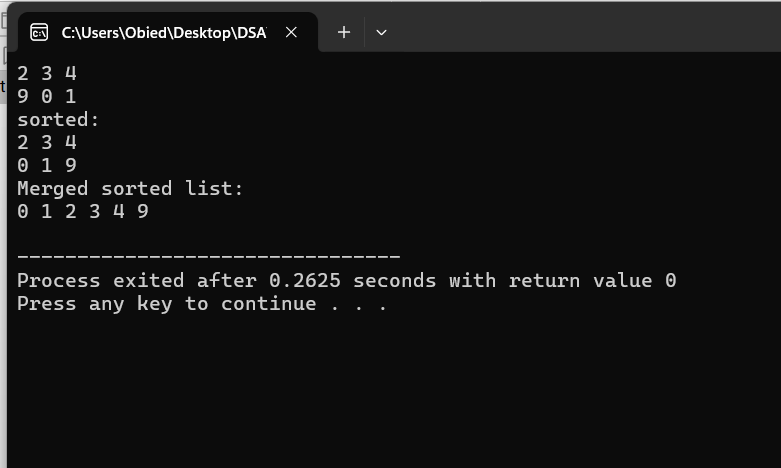 C:\Users\Obied\Desktop\DSA
2 3 4
9 0 1
sorted:
2 3 4
0 1 9
Merged sorted list:
0 1 2 3 4 9
--------------------------------
Process exited after 0.2625 seconds with return value 0
Press any key to continue . . .